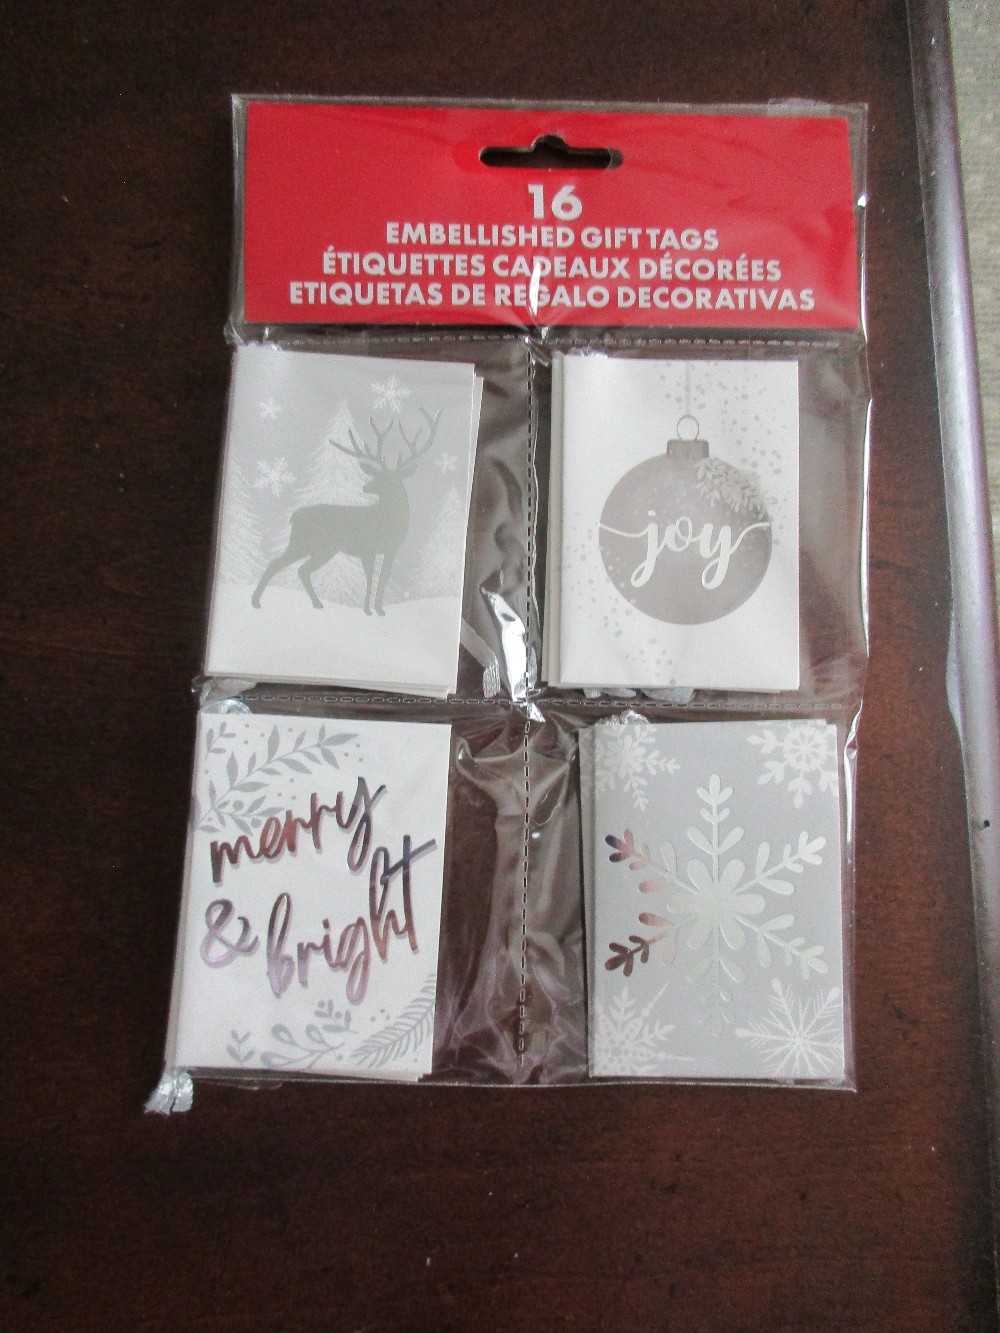 16
EMBELLISHED GIFT TAGS
ÉTIQUETTES CADEAUX DÉCORÉES
ETIQUETAS DE REGALO DECORATIVAS
joy
merry
& bright